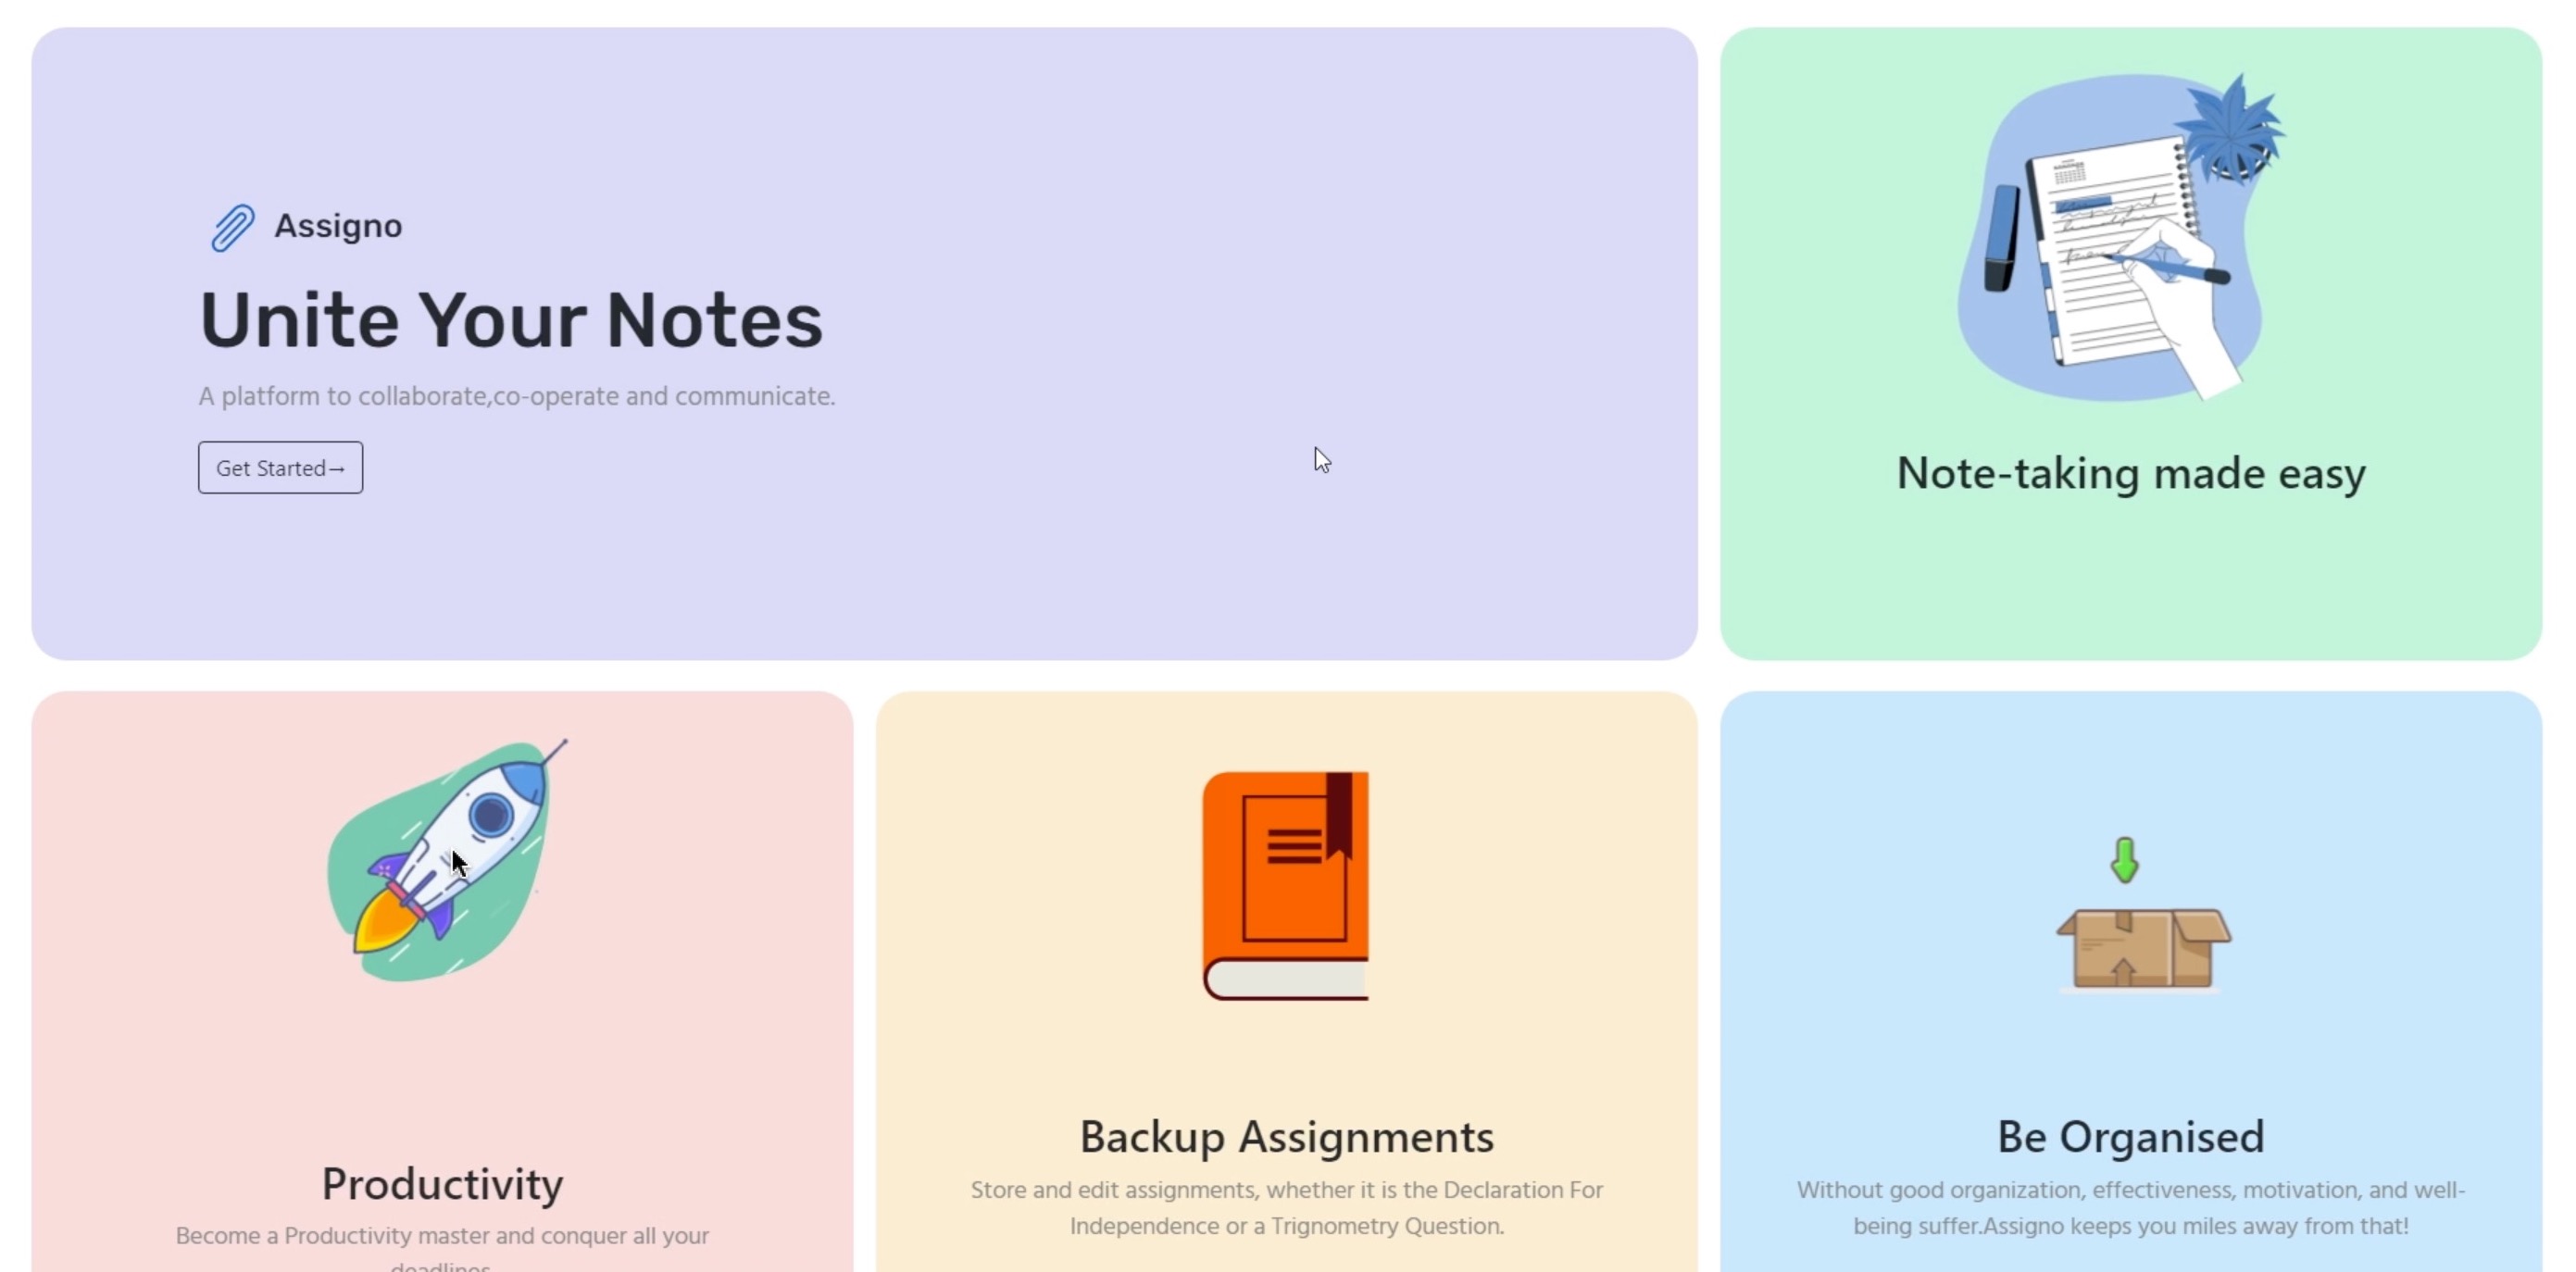 Assigno
Unite Your Notes
A platform to collaborate,co-operate and communicate.
Get Started→
Note-taking made easy
Productivity
Become a Productivity master and conquer all your
deadlines.
Backup Assignments
Store and edit assignments, whether it is the Declaration For
Independence or a Trignometry Question.
Be Organised
Without good organization, effectiveness, motivation, and well-
being suffer.Assigno keeps you miles away from that!